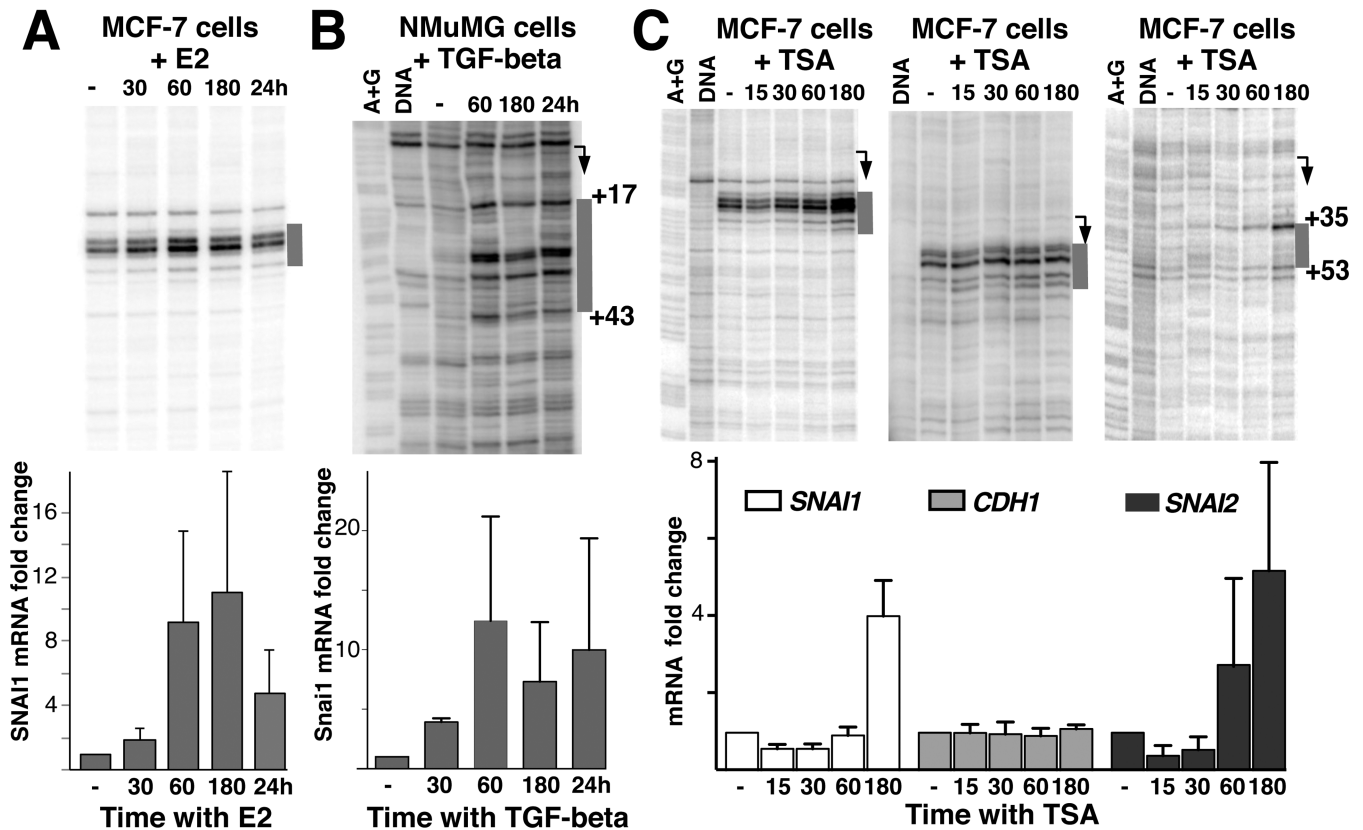 A
MCF-7 cells
+ E2
- 30 60 180 24h
SNAI1 mRNA fold change
16
12
8
4
- 30 60 180 24h
Time with E2
B
NMuMG cells
+ TGF-beta
A+G
DNA
- 60 180 24h
+17
+43
Snai1 mRNA fold change
20
10
- 30 60 180 24h
Time with TGF-beta
C
MCF-7 cells
+ TSA
A+G
DNA
- 15 30 60 180
MCF-7 cells
+ TSA
DNA
- 15 30 60 180
MCF-7 cells
+ TSA
A+G
DNA
- 15 30 60 180
+35
+53
mRNA fold change
8
4
SNAI1
CDH1
SNAI2
- 15 30 60 180 - 15 30 60 180 - 15 30 60 180
Time with TSA